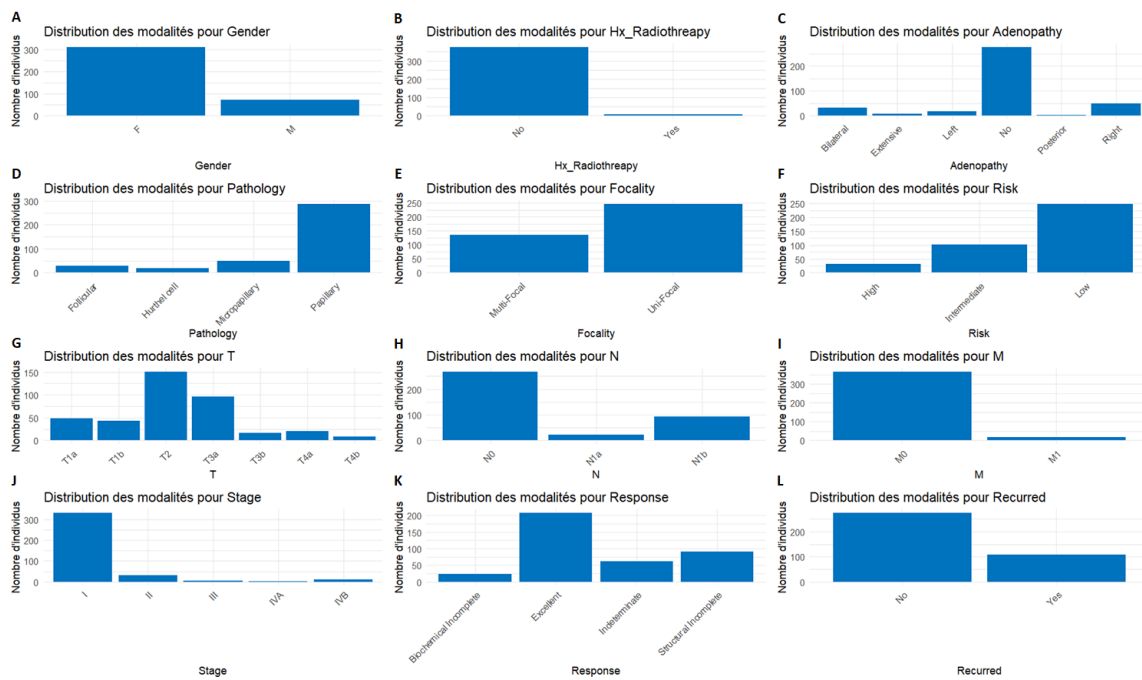 A
Distribution des modalités pour Gender
Nombre d'individus
300
200
100
0
F
M
Gender
B
Distribution des modalités pour Hx_Radiothreapy
Nombre d'individus
300
200
100
0
No
Yes
Hx_Radiothreapy
C
Distribution des modalités pour Adenopathy
Nombre d'individus
200
100
0
Bilateral
Extensive
Left
No
Posterior
Right
Adenopathy
D
Distribution des modalités pour Pathology
Nombre d'individus
300
200
100
0
Follicular
Hurthel cell
Micropapillary
Papillary
Pathology
E
Distribution des modalités pour Focality
Nombre d'individus
250
200
150
100
50
0
Multi-Focal
Uni-Focal
Focality
F
Distribution des modalités pour Risk
Nombre d'individus
250
200
150
100
50
0
High
Intermediate
Low
Risk
G
Distribution des modalités pour T
Nombre d'individus
150
100
50
0
T1a
T1b
T2
T3a
T3b
T4a
T4b
T
H
Distribution des modalités pour N
Nombre d'individus
200
100
0
N0
N1a
N1b
N
I
Distribution des modalités pour M
Nombre d'individus
300
200
100
0
M0
M1
M
J
Distribution des modalités pour Stage
Nombre d'individus
300
200
100
0
I
II
III
IVA
IVB
Stage
K
Distribution des modalités pour Response
Nombre d'individus
200
150
100
50
0
Biochemical Incomplete
Excellent
Indeterminate
Structural Incomplete
Response
L
Distribution des modalités pour Recurred
Nombre d'individus
200
100
0
No
Yes
Recurred